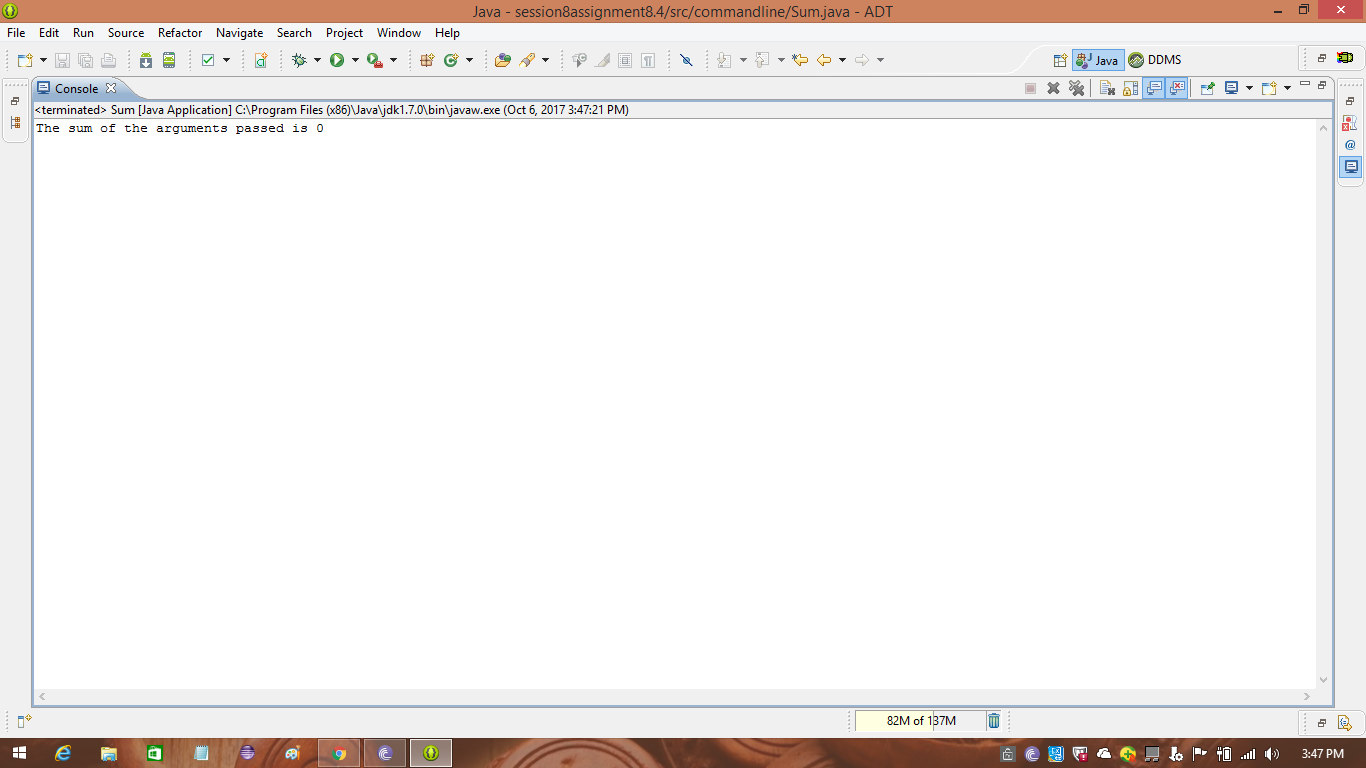 Java - session8assignment8.4/src/commandline/Sum.java - ADT
File Edit Run Source Refactor Navigate Search Project Window Help
Java DDMS
Console
<terminated> Sum [Java Application] C:\Program Files (x86)\Java\jdk1.7.0\bin\javaw.exe (Oct 6, 2017 3:47:21 PM)
The sum of the arguments passed is 0
82M of 137M
3:47 PM